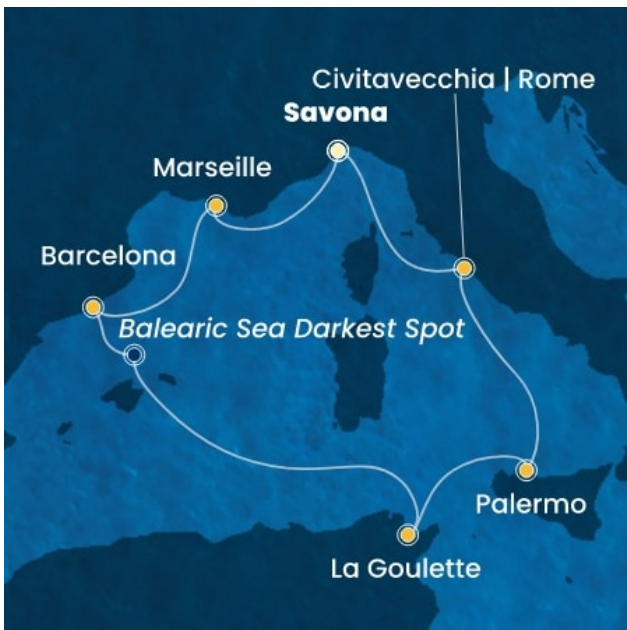 Civitavecchia | Rome
Savona
Marseille
Barcelona
Balearic Sea Darkest Spot
Palermo
La Goulette